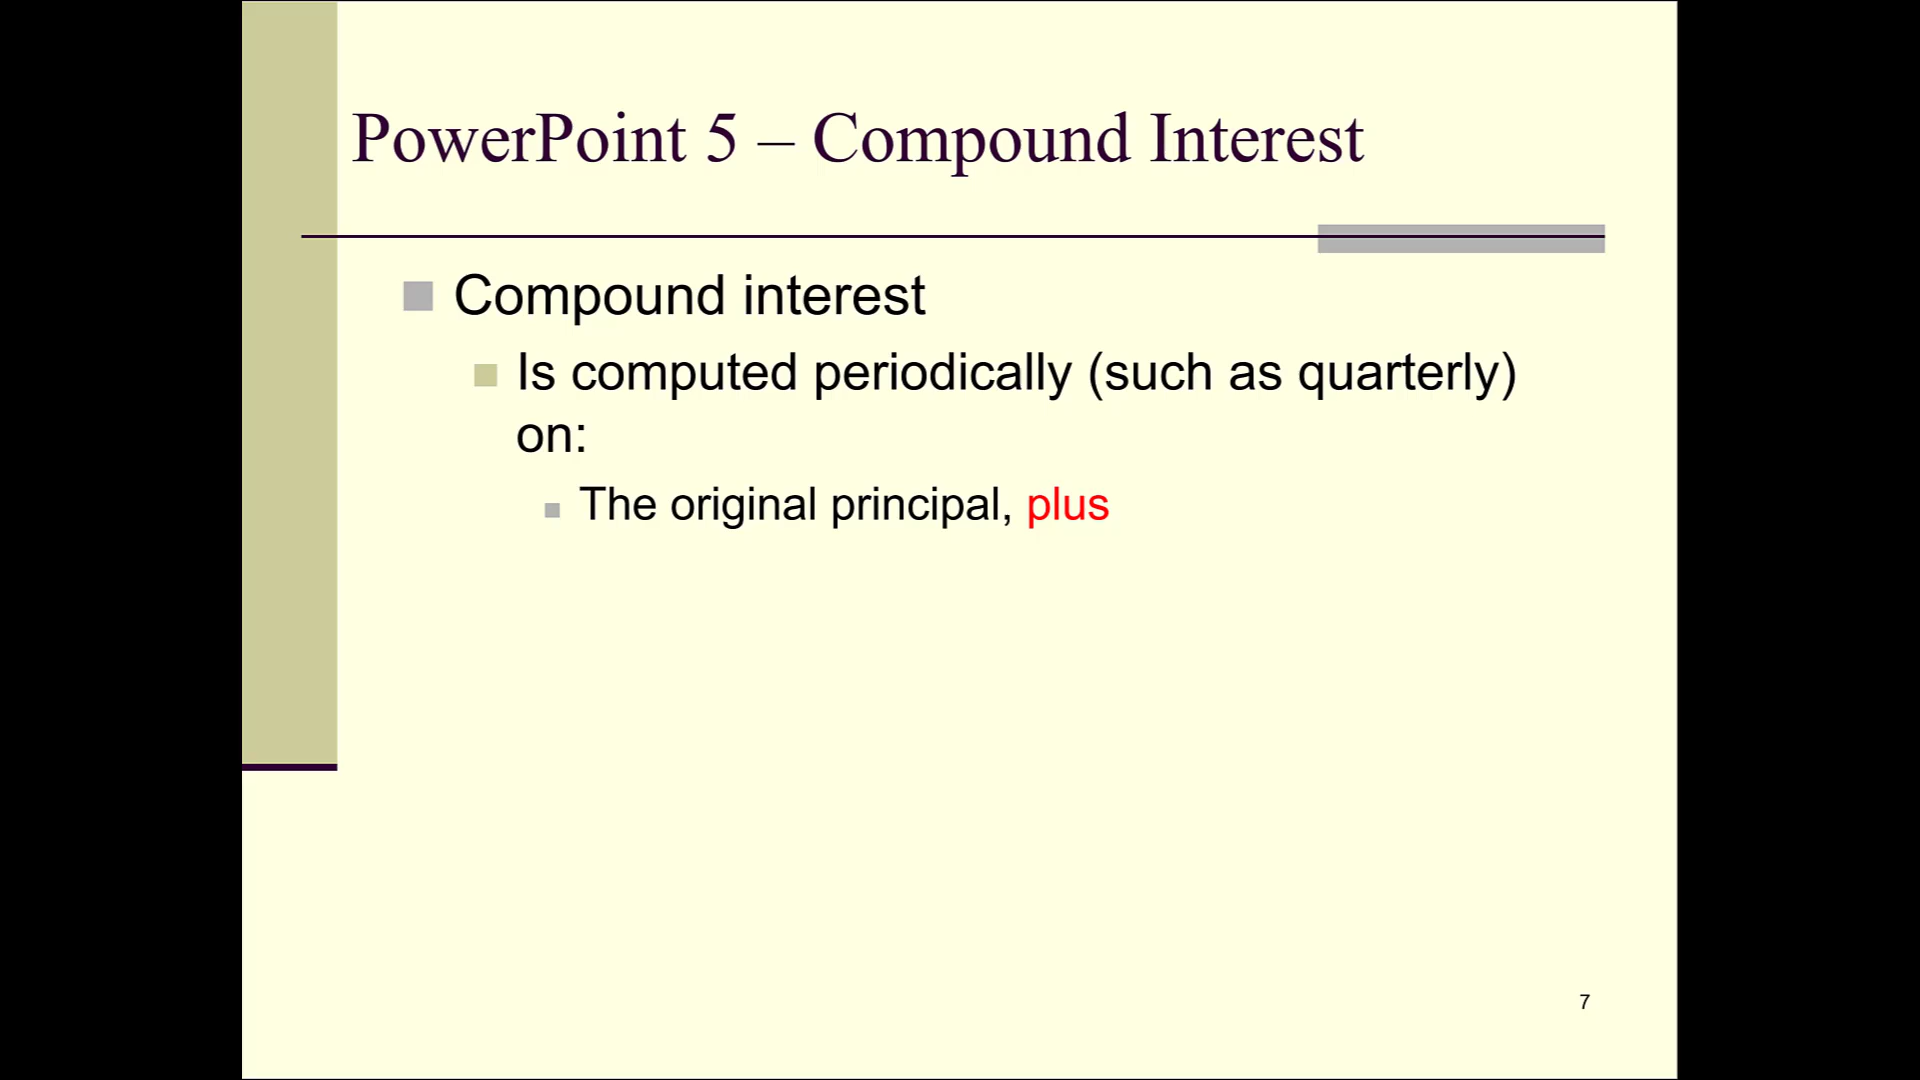 PowerPoint 5 – Compound Interest
Compound interest
Is computed periodically (such as quarterly)
on:
The original principal, plus
7